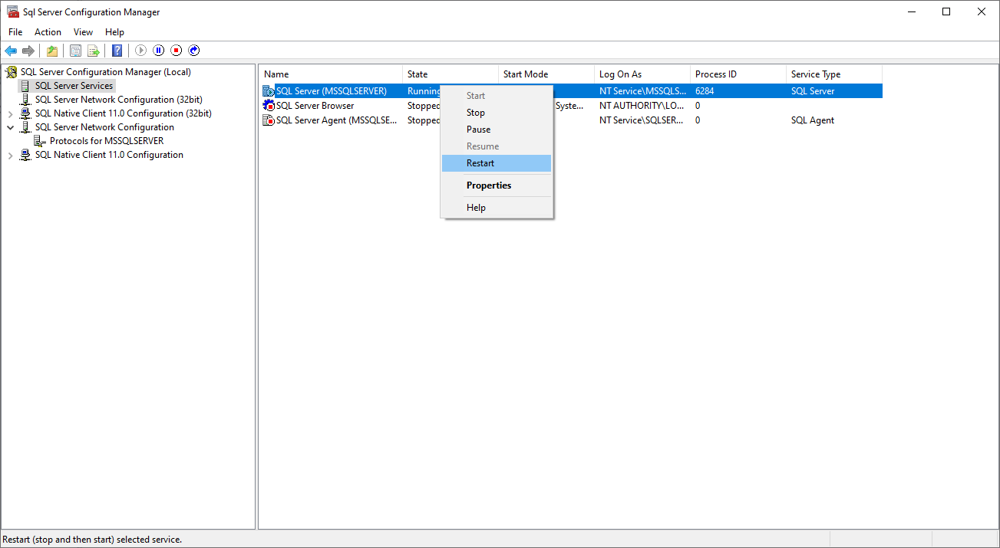 Sql Server Configuration Manager
File Action View Help
SQL Server Configuration Manager (Local)
SQL Server Services
SQL Server Network Configuration (32bit)
SQL Native Client 11.0 Configuration (32bit)
SQL Server Network Configuration
Protocols for MSSQLSERVER
SQL Native Client 11.0 Configuration
Name State Start Mode Log On As Process ID Service Type
SQL Server (MSSQLSERVER) Running NT Service\MSSQLS... 6284 SQL Server
SQL Server Browser Stopped Syste... NT AUTHORITY\LO... 0
SQL Server Agent (MSSQLSE... Stopped NT Service\SQLSER... 0 SQL Agent
Start
Stop
Pause
Resume
Restart
Properties
Help
Restart (stop and then start) selected service.